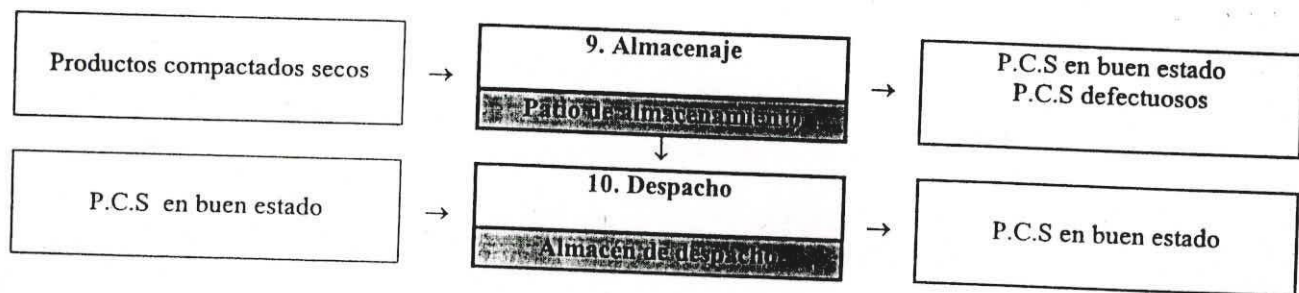 Productos compactados secos
→
9. Almacenaje
Patio de almacenamiento
→
P.C.S en buen estado
P.C.S defectuosos
↓
P.C.S en buen estado
→
10. Despacho
Almacén de despacho
→
P.C.S en buen estado